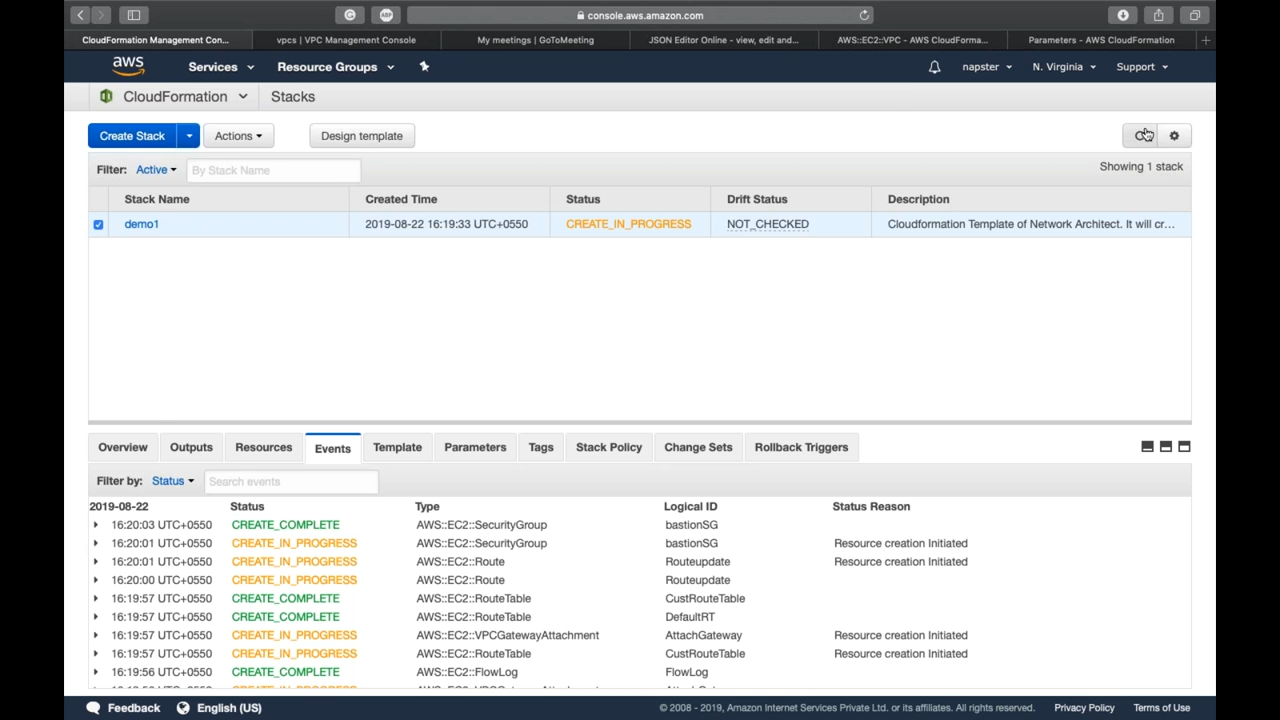 console.aws.amazon.com
CloudFormation Management Con... vpcs | VPC Management Console My meetings | GoToMeeting JSON Editor Online - view, edit and... AWS::EC2::VPC - AWS CloudForma... Parameters - AWS CloudFormation
aws Services Resource Groups napster N. Virginia Support
CloudFormation Stacks
Create Stack Actions Design template
Filter: Active By Stack Name Showing 1 stack
Stack Name Created Time Status Drift Status Description
demo1 2019-08-22 16:19:33 UTC+0550 CREATE_IN_PROGRESS NOT_CHECKED Cloudformation Template of Network Architect. It will cr...
Overview Outputs Resources Events Template Parameters Tags Stack Policy Change Sets Rollback Triggers
Filter by: Status Search events
2019-08-22 Status Type Logical ID Status Reason
16:20:03 UTC+0550 CREATE_COMPLETE AWS::EC2::SecurityGroup bastionSG
16:20:01 UTC+0550 CREATE_IN_PROGRESS AWS::EC2::SecurityGroup bastionSG Resource creation Initiated
16:20:01 UTC+0550 CREATE_IN_PROGRESS AWS::EC2::Route Routeupdate Resource creation Initiated
16:20:00 UTC+0550 CREATE_IN_PROGRESS AWS::EC2::Route Routeupdate
16:19:57 UTC+0550 CREATE_COMPLETE AWS::EC2::RouteTable CustRouteTable
16:19:57 UTC+0550 CREATE_COMPLETE AWS::EC2::RouteTable DefaultRT
16:19:57 UTC+0550 CREATE_IN_PROGRESS AWS::EC2::VPCGatewayAttachment AttachGateway Resource creation Initiated
16:19:57 UTC+0550 CREATE_IN_PROGRESS AWS::EC2::RouteTable CustRouteTable Resource creation Initiated
16:19:56 UTC+0550 CREATE_COMPLETE AWS::EC2::FlowLog FlowLog
Feedback English (US) © 2008 - 2019, Amazon Internet Services Private Ltd. or its affiliates. All rights reserved. Privacy Policy Terms of Use